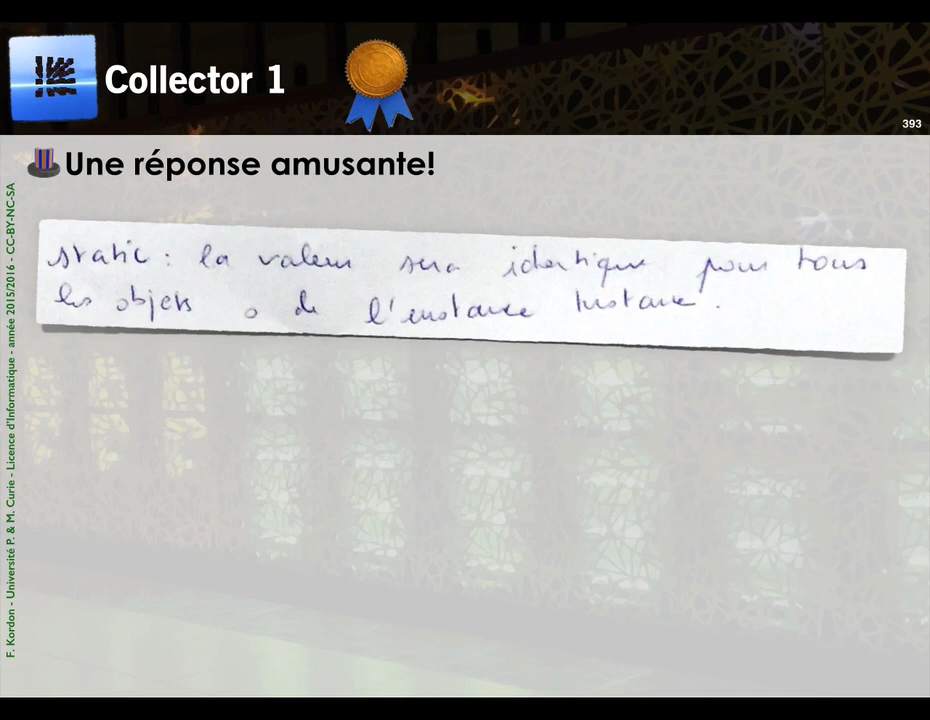 Collector 1
393
Une réponse amusante!
static : la valeur sera identique pour tous
les objets o de l'instance Instance.
F. Kordon - Université P. & M. Curie - Licence d'Informatique - année 2015/2016 - CC-BY-NC-SA